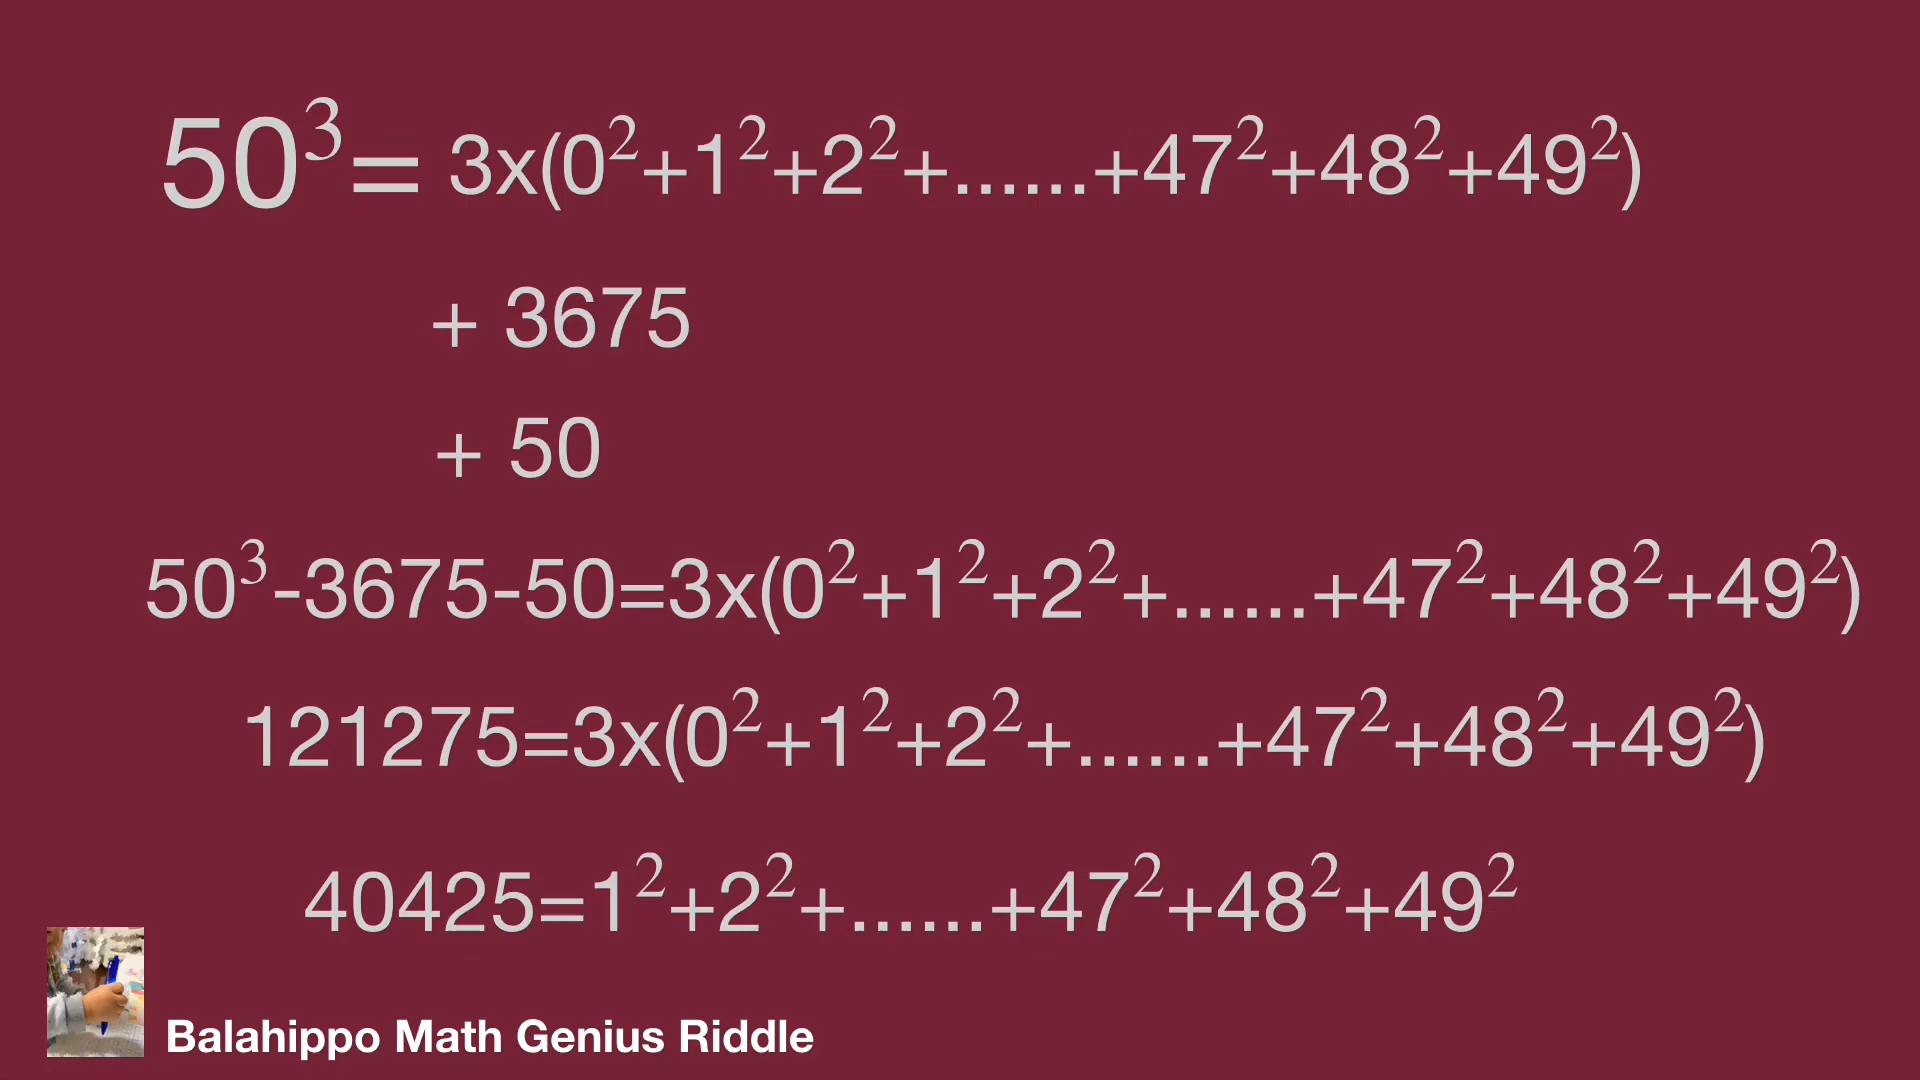 50³= 3x(0²+1²+2²+......+47²+48²+49²)
+ 3675
+ 50
50³-3675-50=3x(0²+1²+2²+......+47²+48²+49²)
121275=3x(0²+1²+2²+......+47²+48²+49²)
40425=1²+2²+......+47²+48²+49²
Balahippo Math Genius Riddle